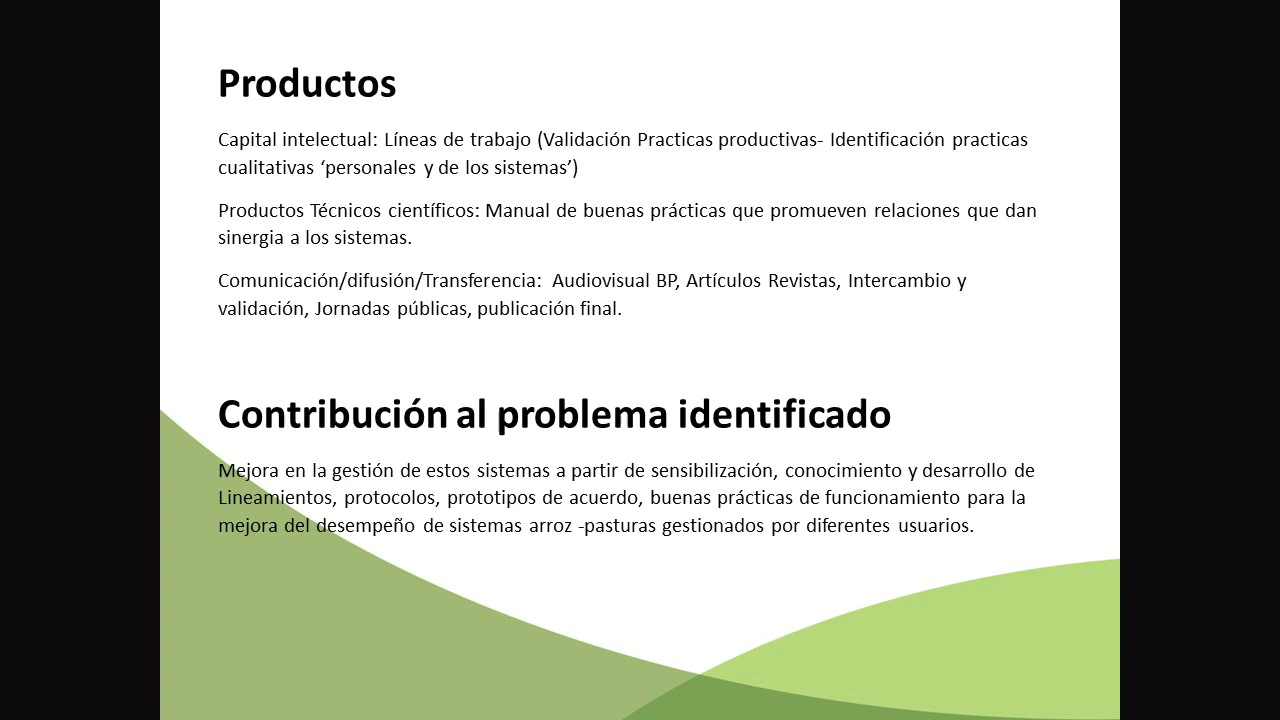 Productos
Capital intelectual: Líneas de trabajo (Validación Practicas productivas- Identificación practicas
cualitativas ‘personales y de los sistemas’)
Productos Técnicos científicos: Manual de buenas prácticas que promueven relaciones que dan
sinergia a los sistemas.
Comunicación/difusión/Transferencia: Audiovisual BP, Artículos Revistas, Intercambio y
validación, Jornadas públicas, publicación final.
Contribución al problema identificado
Mejora en la gestión de estos sistemas a partir de sensibilización, conocimiento y desarrollo de
Lineamientos, protocolos, prototipos de acuerdo, buenas prácticas de funcionamiento para la
mejora del desempeño de sistemas arroz -pasturas gestionados por diferentes usuarios.